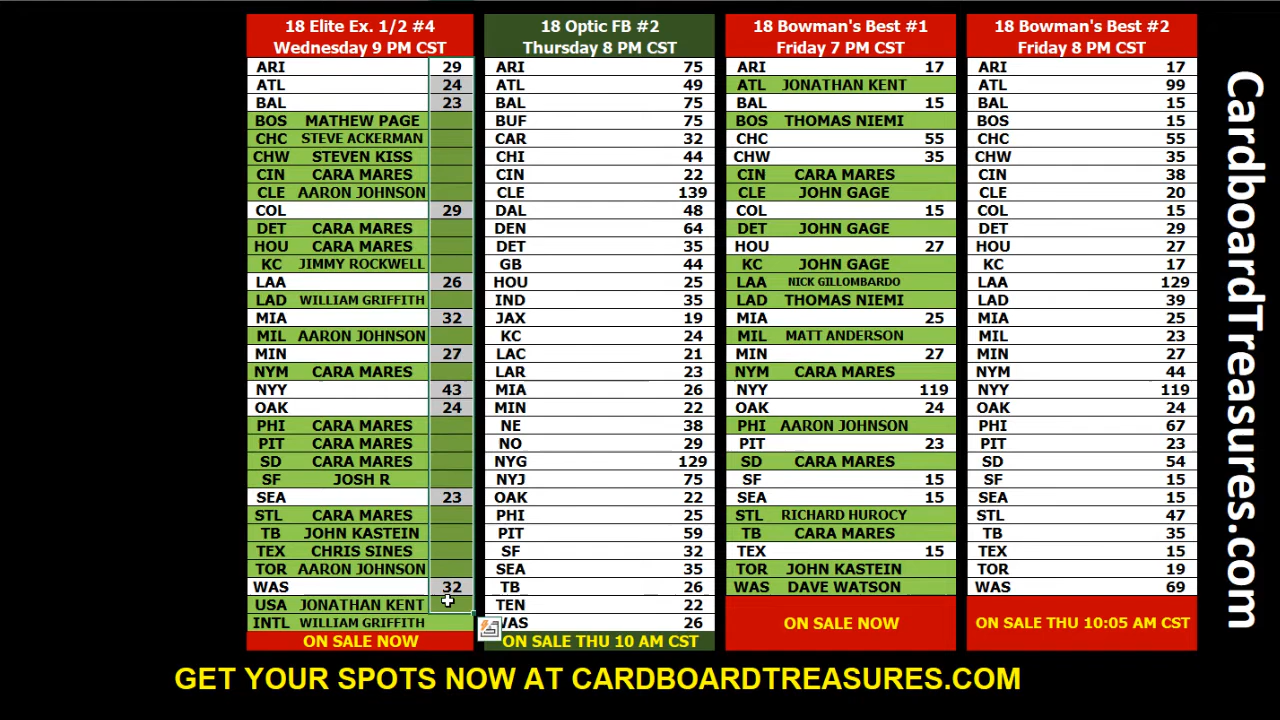 18 Elite Ex. 1/2 #4
Wednesday 9 PM CST
ARI 29
ATL 24
BAL 23
BOS MATHEW PAGE
CHC STEVE ACKERMAN
CHW STEVEN KISS
CIN CARA MARES
CLE AARON JOHNSON
COL 29
DET CARA MARES
HOU CARA MARES
KC JIMMY ROCKWELL
LAA 26
LAD WILLIAM GRIFFITH
MIA 32
MIL AARON JOHNSON
MIN 27
NYM CARA MARES
NYY 43
OAK 24
PHI CARA MARES
PIT CARA MARES
SD CARA MARES
SF JOSH R
SEA 23
STL CARA MARES
TB JOHN KASTEIN
TEX CHRIS SINES
TOR AARON JOHNSON
WAS 32
USA JONATHAN KENT
INTL WILLIAM GRIFFITH
ON SALE NOW
18 Optic FB #2
Thursday 8 PM CST
ARI 75
ATL 49
BAL 75
BUF 75
CAR 32
CHI 44
CIN 22
CLE 139
DAL 48
DEN 64
DET 35
GB 44
HOU 25
IND 35
JAX 19
KC 24
LAC 21
LAR 23
MIA 26
MIN 22
NE 38
NO 29
NYG 129
NYJ 75
OAK 22
PHI 25
PIT 59
SF 32
SEA 35
TB 26
TEN 22
WAS 26
ON SALE THU 10 AM CST
18 Bowman's Best #1
Friday 7 PM CST
ARI 17
ATL JONATHAN KENT
BAL 15
BOS THOMAS NIEMI
CHC 55
CHW 35
CIN CARA MARES
CLE JOHN GAGE
COL 15
DET JOHN GAGE
HOU 27
KC JOHN GAGE
LAA NICK GILLOMBARDO
LAD THOMAS NIEMI
MIA 25
MIL MATT ANDERSON
MIN 27
NYM CARA MARES
NYY 119
OAK 24
PHI AARON JOHNSON
PIT 23
SD CARA MARES
SF 15
SEA 15
STL RICHARD HUROCY
TB CARA MARES
TEX 15
TOR JOHN KASTEIN
WAS DAVE WATSON
ON SALE NOW
18 Bowman's Best #2
Friday 8 PM CST
ARI 17
ATL 99
BAL 15
BOS 15
CHC 55
CHW 35
CIN 38
CLE 20
COL 15
DET 29
HOU 27
KC 17
LAA 129
LAD 39
MIA 25
MIL 23
MIN 27
NYM 44
NYY 119
OAK 24
PHI 67
PIT 23
SD 54
SF 15
SEA 15
STL 47
TB 35
TEX 15
TOR 19
WAS 69
ON SALE THU 10:05 AM CST
CardboardTreasures.com
GET YOUR SPOTS NOW AT CARDBOARDTREASURES.COM